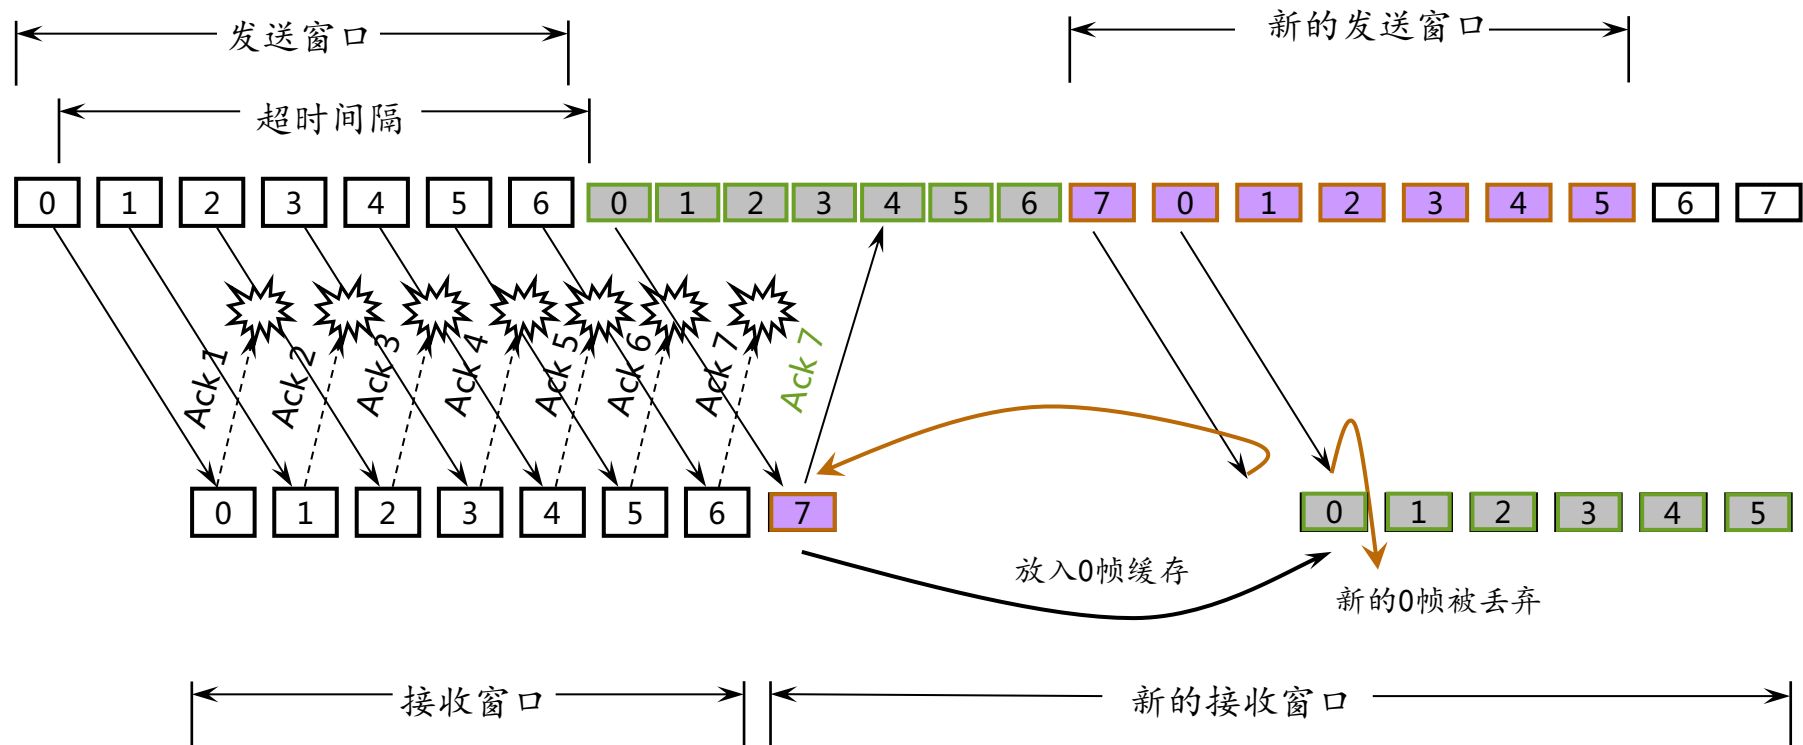 发送窗口
新的发送窗口
超时间隔
0 1 2 3 4 5 6 0 1 2 3 4 5 6 7 0 1 2 3 4 5 6 7
Ack 1
Ack 2
Ack 3
Ack 4
Ack 5
Ack 6
Ack 7
Ack 7
0 1 2 3 4 5 6 7 0 1 2 3 4 5
放入0帧缓存
新的0帧被丢弃
接收窗口
新的接收窗口